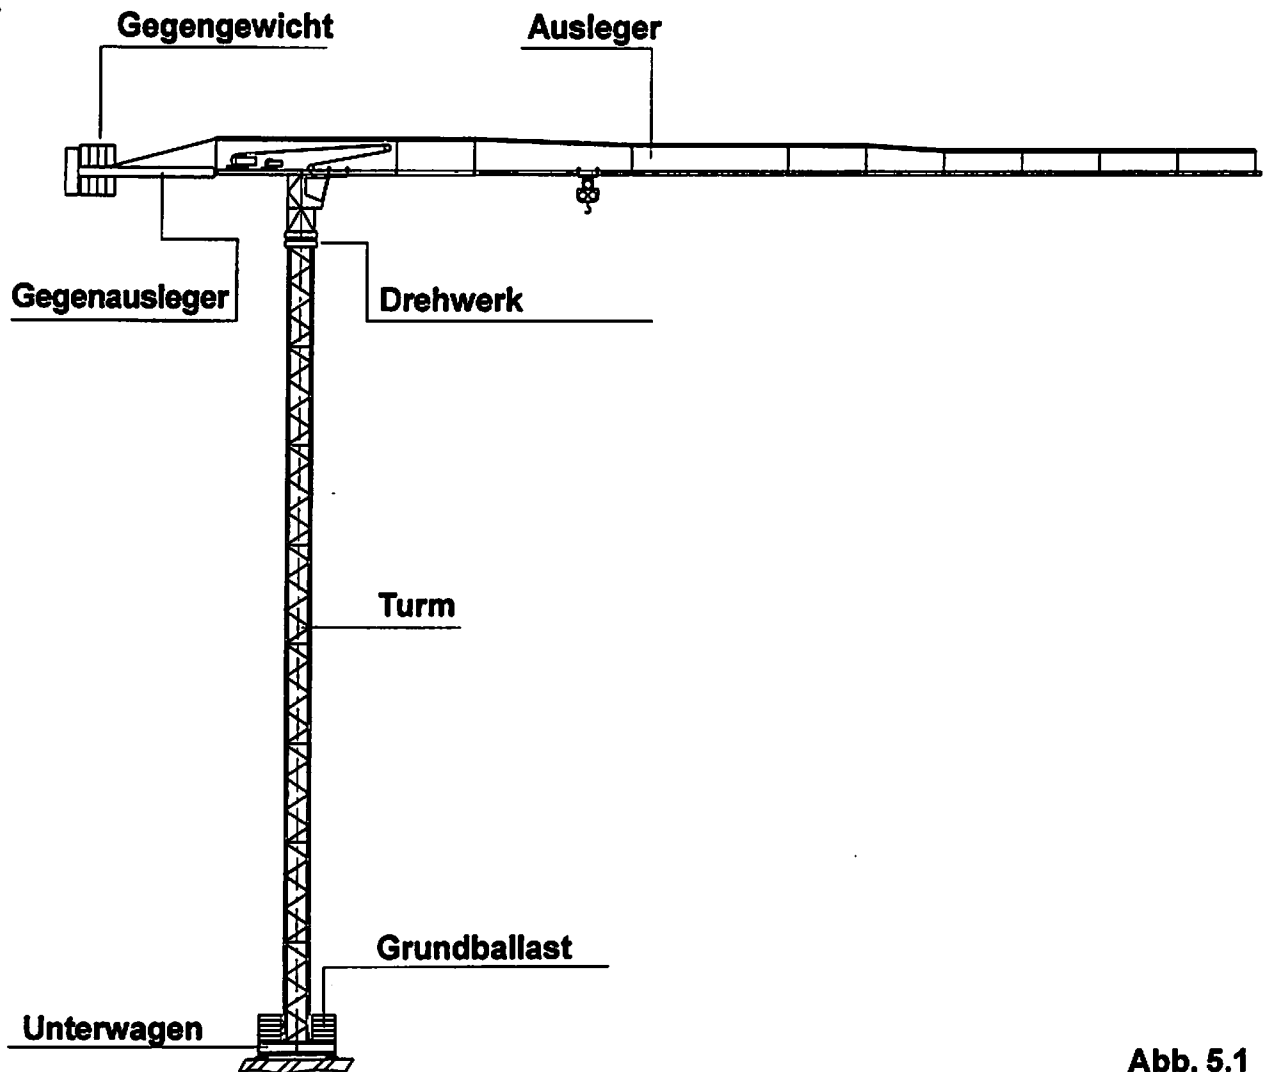 Gegengewicht
Ausleger
Gegenausleger
Drehwerk
Turm
Grundballast
Unterwagen
Abb. 5.1